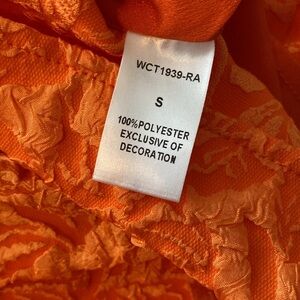 WCT1939-RA
S
100%POLYESTER
EXCLUSIVE OF
DECORATION